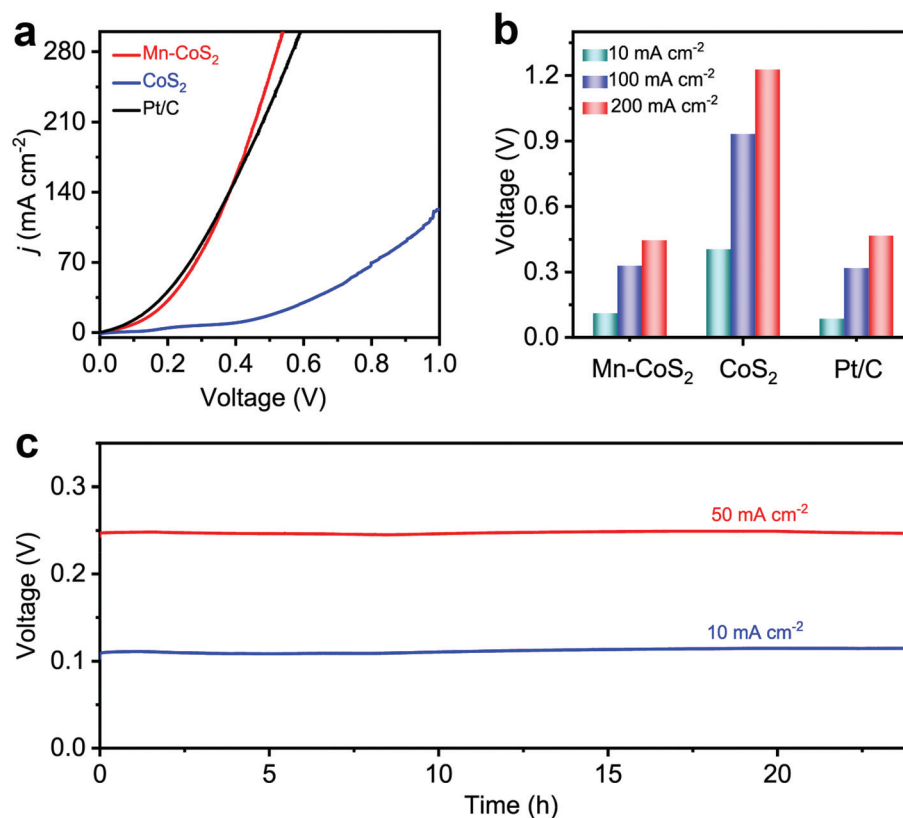 a
280
210
140
70
0
j (mA cm⁻²)
Mn-CoS₂
CoS₂
Pt/C
0.0 0.2 0.4 0.6 0.8 1.0
Voltage (V)
b
1.2
0.9
0.6
0.3
0.0
Voltage (V)
10 mA cm⁻²
100 mA cm⁻²
200 mA cm⁻²
Mn-CoS₂ CoS₂ Pt/C
c
0.3
0.2
0.1
0.0
Voltage (V)
50 mA cm⁻²
10 mA cm⁻²
0 5 10 15 20
Time (h)